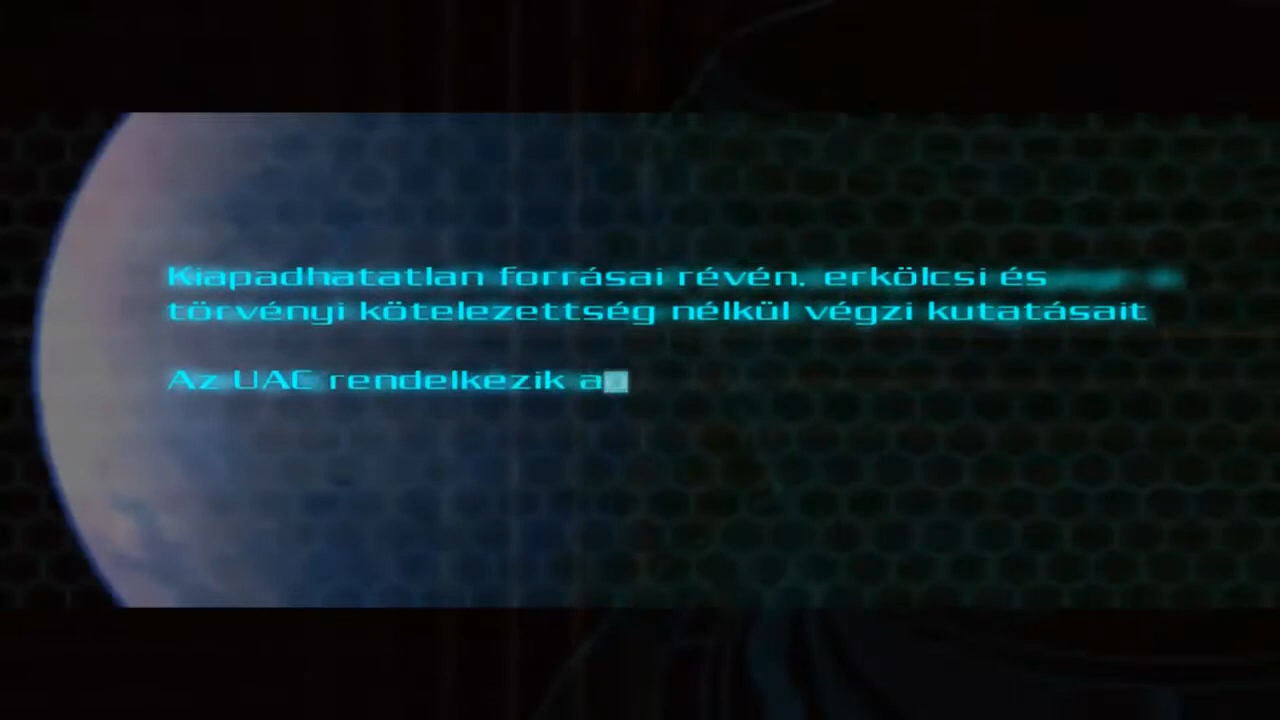 Kiapadhatatlan forrásai révén, erkölcsi és
törvényi kötelezettség nélkül végzi kutatásait
Az UAC rendelkezik a